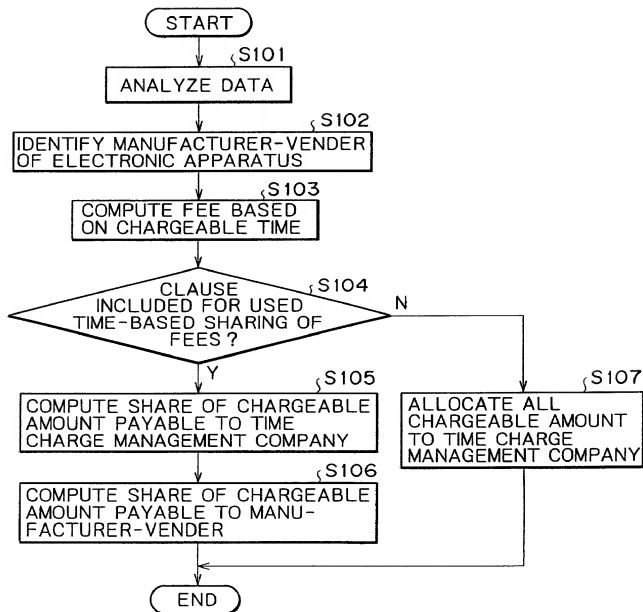 START
S101
ANALYZE DATA
S102
IDENTIFY MANUFACTURER-VENDER
OF ELECTRONIC APPARATUS
S103
COMPUTE FEE BASED
ON CHARGEABLE TIME
S104
CLAUSE
INCLUDED FOR USED
TIME-BASED SHARING OF
FEES?
N
Y
S105
COMPUTE SHARE OF CHARGEABLE
AMOUNT PAYABLE TO TIME
CHARGE MANAGEMENT COMPANY
S107
ALLOCATE ALL
CHARGEABLE AMOUNT
TO TIME CHARGE
MANAGEMENT COMPANY
S106
COMPUTE SHARE OF CHARGEABLE
AMOUNT PAYABLE TO MANU-
FACTURER-VENDER
END